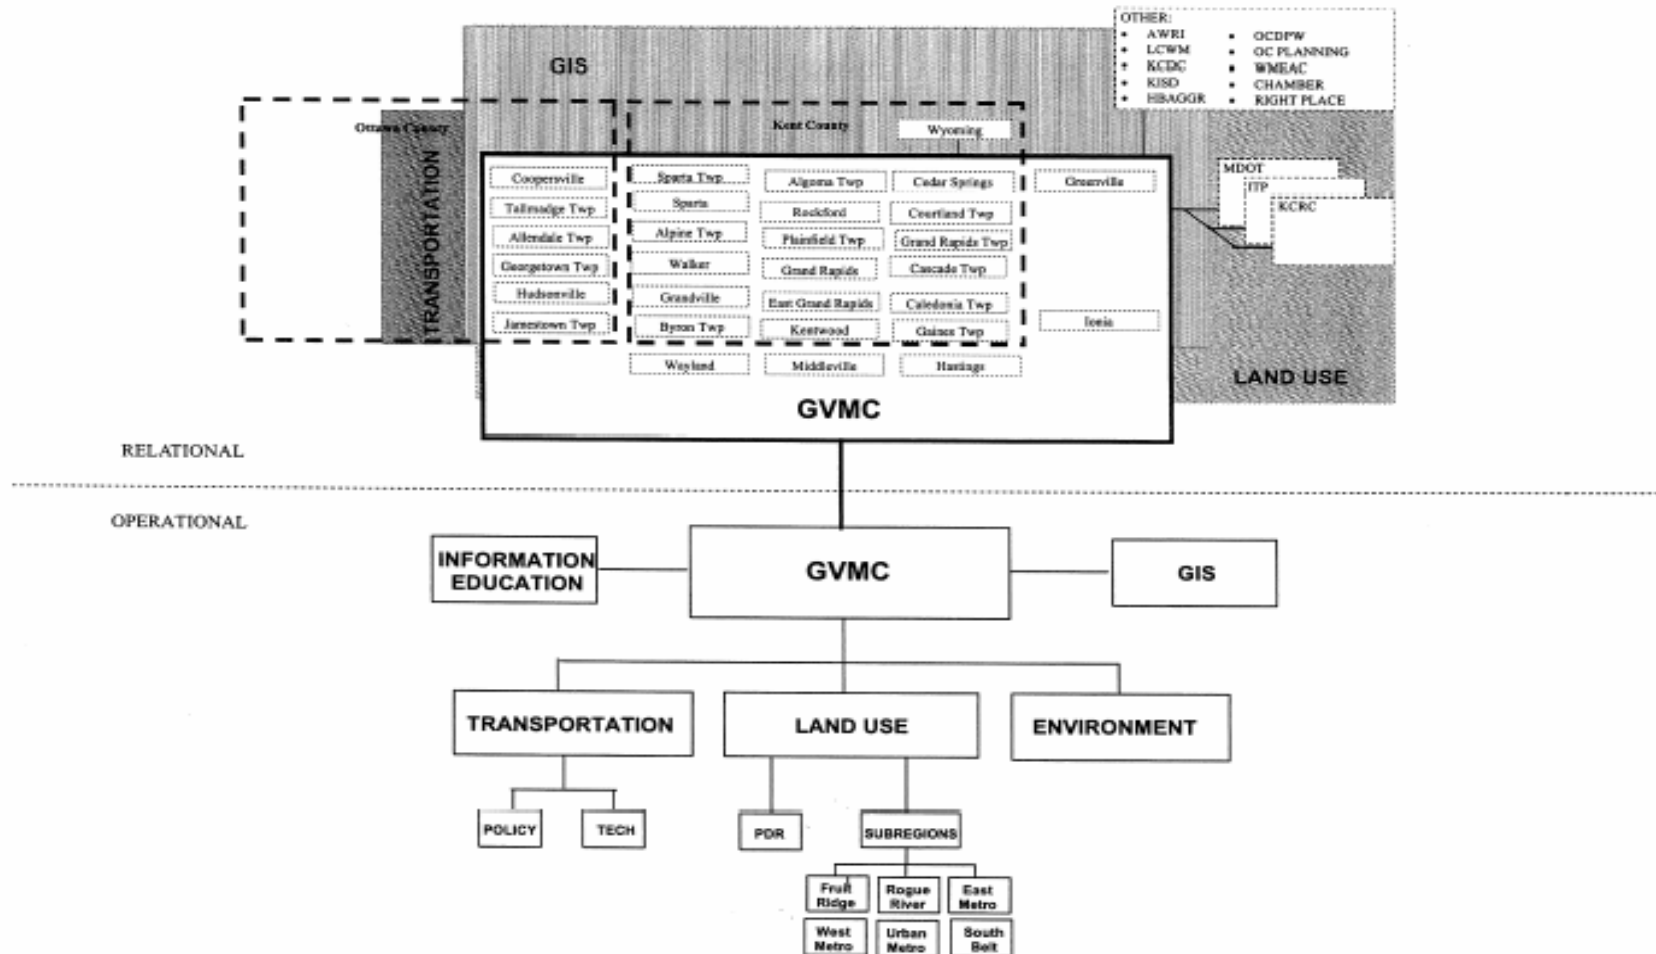 OTHER:
• AWRI
• LCWM
• KCDC
• KISD
• HBAGGR
• OCDPW
• OC PLANNING
• WMEAC
• CHAMBER
• RIGHT PLACE
GIS
Ottawa County
Kent County
Wyoming
TRANSPORTATION
Coopersville
Tallmadge Twp
Allendale Twp
Georgetown Twp
Hudsonville
Jamestown Twp
Sparta Twp
Sparta
Alpine Twp
Walker
Grandville
Byron Twp
Wayland
Algoma Twp
Rockford
Plainfield Twp
Grand Rapids
East Grand Rapids
Kentwood
Middleville
Cedar Springs
Courtland Twp
Grand Rapids Twp
Cascade Twp
Caledonia Twp
Gaines Twp
Hastings
Greenville
Ionia
MDOT
ITP
KCRC
LAND USE
GVMC
RELATIONAL
OPERATIONAL
INFORMATION
EDUCATION
GVMC
GIS
TRANSPORTATION
LAND USE
ENVIRONMENT
POLICY
TECH
PDR
SUBREGIONS
Fruit
Ridge
Rogue
River
East
Metro
West
Metro
Urban
Metro
South
Belt